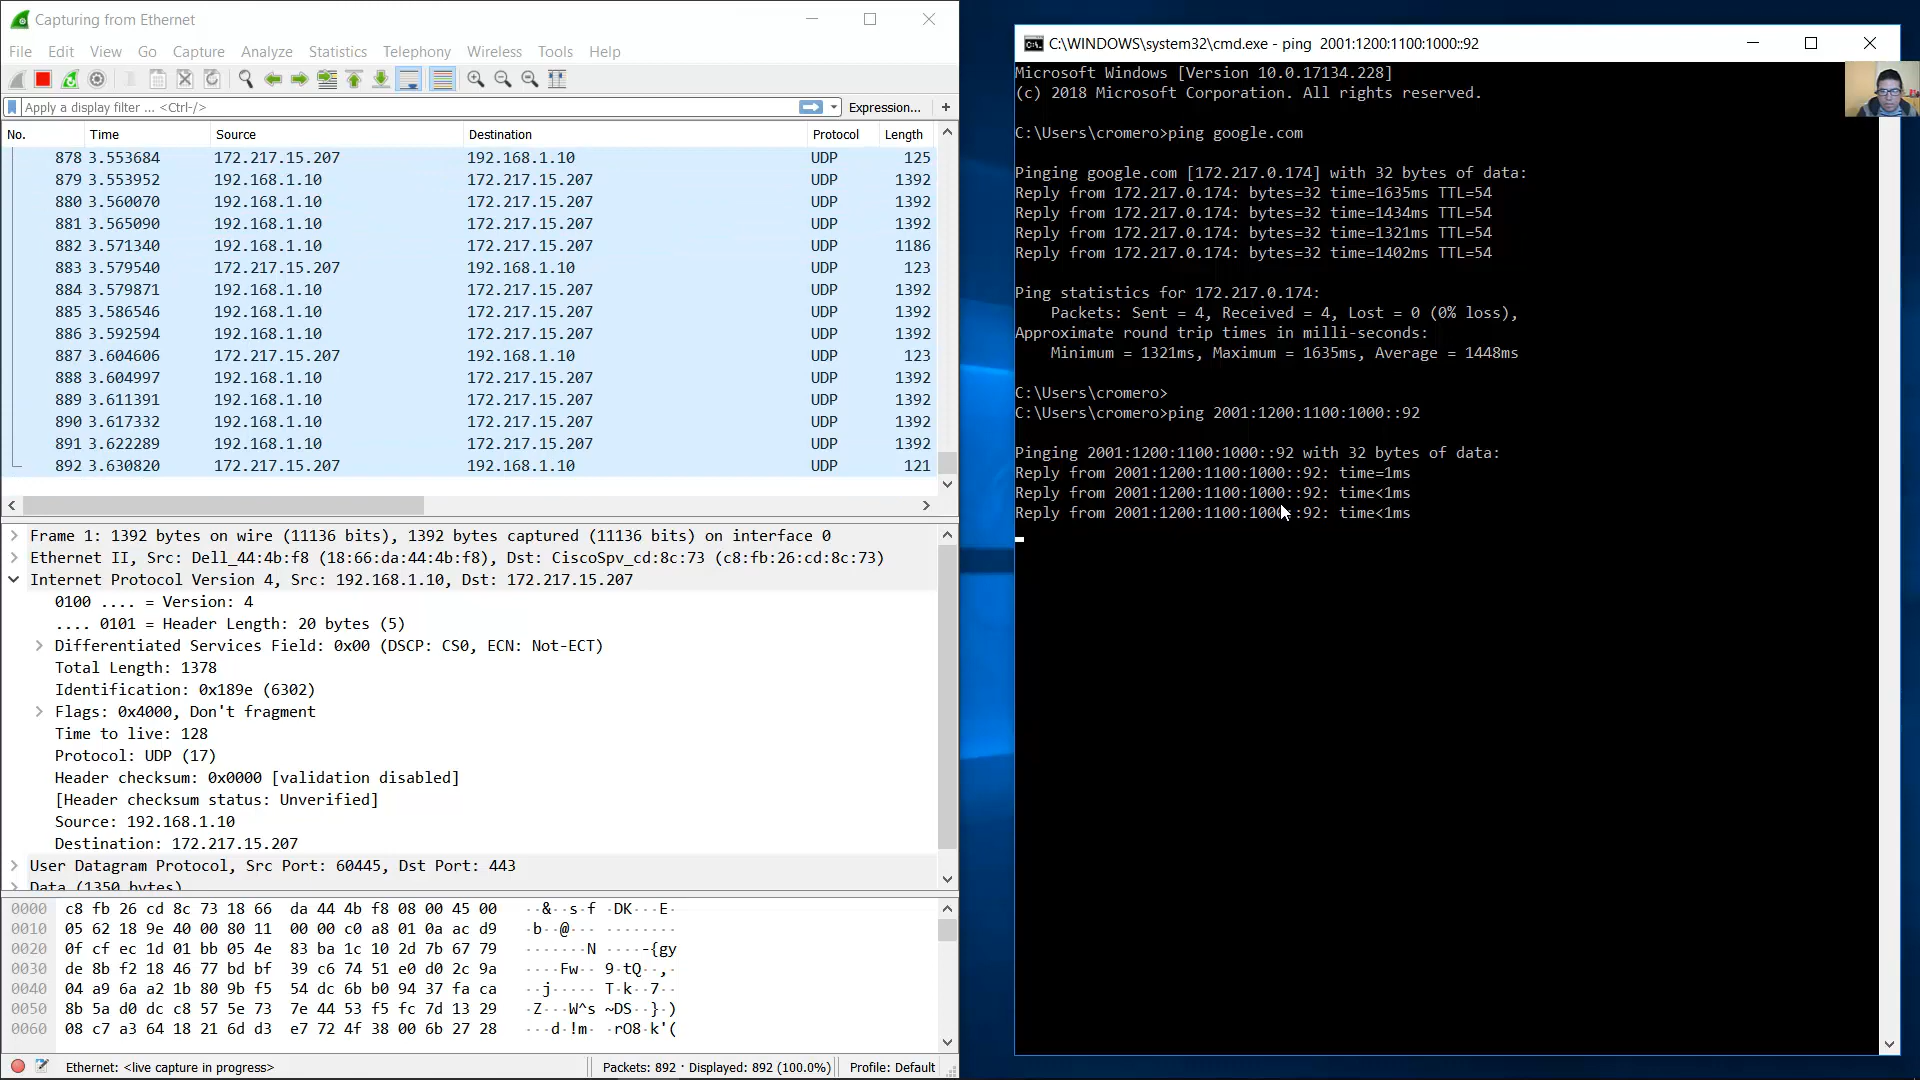 Capturing from Ethernet
File Edit View Go Capture Analyze Statistics Telephony Wireless Tools Help
Apply a display filter ... <Ctrl-/> Expression... +
No. Time Source Destination Protocol Length
878 3.553684 172.217.15.207 192.168.1.10 UDP 125
879 3.553952 192.168.1.10 172.217.15.207 UDP 1392
880 3.560070 192.168.1.10 172.217.15.207 UDP 1392
881 3.565090 192.168.1.10 172.217.15.207 UDP 1392
882 3.571340 192.168.1.10 172.217.15.207 UDP 1186
883 3.579540 172.217.15.207 192.168.1.10 UDP 123
884 3.579871 192.168.1.10 172.217.15.207 UDP 1392
885 3.586546 192.168.1.10 172.217.15.207 UDP 1392
886 3.592594 192.168.1.10 172.217.15.207 UDP 1392
887 3.604606 172.217.15.207 192.168.1.10 UDP 123
888 3.604997 192.168.1.10 172.217.15.207 UDP 1392
889 3.611391 192.168.1.10 172.217.15.207 UDP 1392
890 3.617332 192.168.1.10 172.217.15.207 UDP 1392
891 3.622289 192.168.1.10 172.217.15.207 UDP 1392
892 3.630820 172.217.15.207 192.168.1.10 UDP 121
Frame 1: 1392 bytes on wire (11136 bits), 1392 bytes captured (11136 bits) on interface 0
Ethernet II, Src: Dell_44:4b:f8 (18:66:da:44:4b:f8), Dst: CiscoSpv_cd:8c:73 (c8:fb:26:cd:8c:73)
Internet Protocol Version 4, Src: 192.168.1.10, Dst: 172.217.15.207
0100 .... = Version: 4
.... 0101 = Header Length: 20 bytes (5)
Differentiated Services Field: 0x00 (DSCP: CS0, ECN: Not-ECT)
Total Length: 1378
Identification: 0x189e (6302)
Flags: 0x4000, Don't fragment
Time to live: 128
Protocol: UDP (17)
Header checksum: 0x0000 [validation disabled]
[Header checksum status: Unverified]
Source: 192.168.1.10
Destination: 172.217.15.207
User Datagram Protocol, Src Port: 60445, Dst Port: 443
Data (1350 bytes)
0000 c8 fb 26 cd 8c 73 18 66 da 44 4b f8 08 00 45 00 ··&··s·f ·DK···E·
0010 05 62 18 9e 40 00 80 11 00 00 c0 a8 01 0a ac d9 ·b··@··· ········
0020 0f cf ec 1d 01 bb 05 4e 83 ba 1c 10 2d 7b 67 79 ·······N ····-{gy
0030 de 8b f2 18 46 77 bd bf 39 c6 74 51 e0 d0 2c 9a ····Fw·· 9·tQ··,·
0040 04 a9 6a a2 1b 80 9b f5 54 dc 6b b0 94 37 fa ca ··j····· T·k··7··
0050 8b 5a d0 dc c8 57 5e 73 7e 44 53 f5 fc 7d 13 29 ·Z···W^s ~DS··}·)
0060 08 c7 a3 64 18 21 6d d3 e7 72 4f 38 00 6b 27 28 ···d·!m· ·rO8·k'(
Ethernet: <live capture in progress> Packets: 892 · Displayed: 892 (100.0%) Profile: Default
C:\WINDOWS\system32\cmd.exe - ping 2001:1200:1100:1000::92
Microsoft Windows [Version 10.0.17134.228]
(c) 2018 Microsoft Corporation. All rights reserved.
C:\Users\cromero>ping google.com
Pinging google.com [172.217.0.174] with 32 bytes of data:
Reply from 172.217.0.174: bytes=32 time=1635ms TTL=54
Reply from 172.217.0.174: bytes=32 time=1434ms TTL=54
Reply from 172.217.0.174: bytes=32 time=1321ms TTL=54
Reply from 172.217.0.174: bytes=32 time=1402ms TTL=54
Ping statistics for 172.217.0.174:
Packets: Sent = 4, Received = 4, Lost = 0 (0% loss),
Approximate round trip times in milli-seconds:
Minimum = 1321ms, Maximum = 1635ms, Average = 1448ms
C:\Users\cromero>
C:\Users\cromero>ping 2001:1200:1100:1000::92
Pinging 2001:1200:1100:1000::92 with 32 bytes of data:
Reply from 2001:1200:1100:1000::92: time=1ms
Reply from 2001:1200:1100:1000::92: time<1ms
Reply from 2001:1200:1100:1000::92: time<1ms